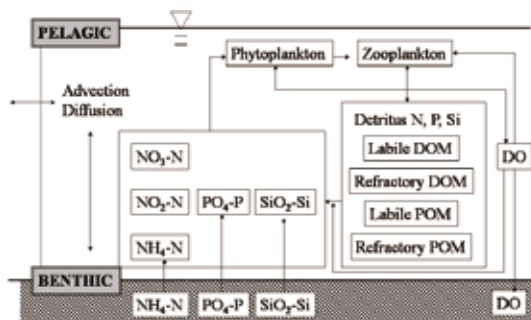 PELAGIC
Phytoplankton
Zooplankton
Advection
Diffusion
Detritus N, P, Si
Labile DOM
Refractory DOM
Labile POM
Refractory POM
DO
NO₃-N
NO₂-N
PO₄-P
SiO₂-Si
NH₄-N
BENTHIC
NH₄-N
PO₄-P
SiO₂-Si
DO